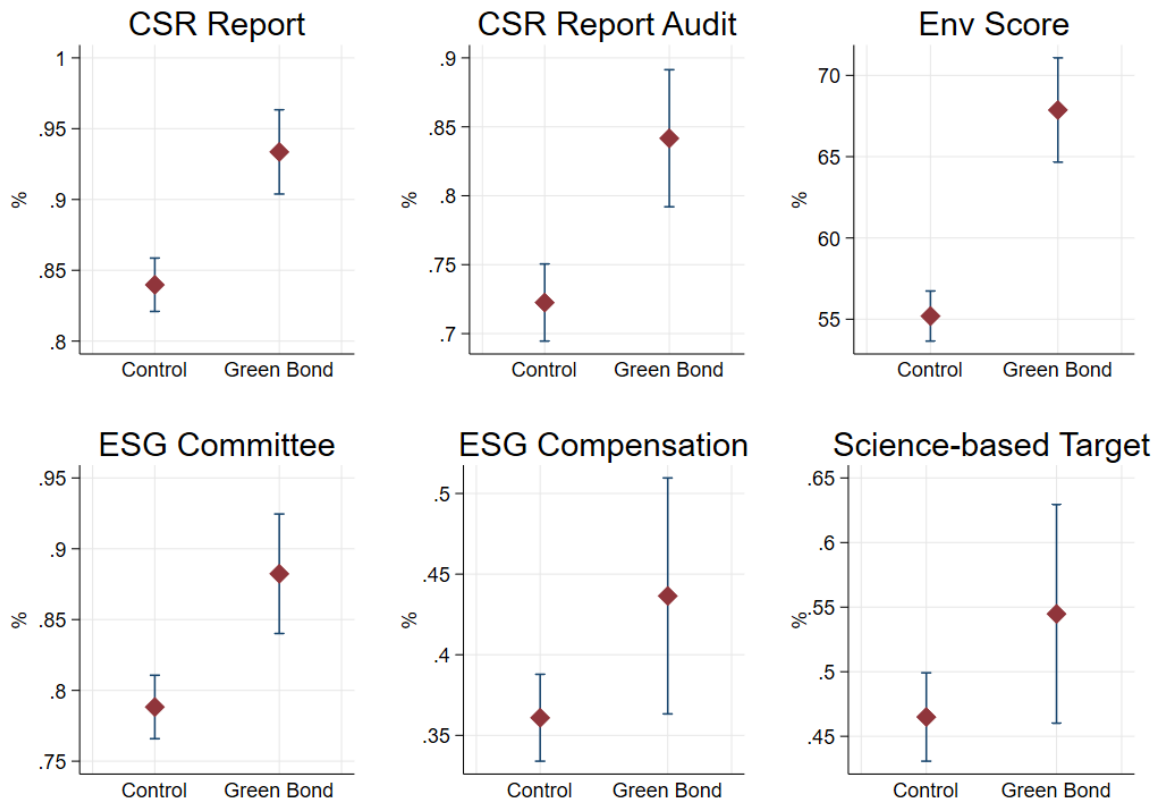 CSR Report
1
.95
.9
.85
.8
%
Control Green Bond
CSR Report Audit
.9
.85
.8
.75
.7
%
Control Green Bond
Env Score
70
65
60
55
%
Control Green Bond
ESG Committee
.95
.9
.85
.8
.75
%
Control Green Bond
ESG Compensation
.5
.45
.4
.35
%
Control Green Bond
Science-based Target
.65
.6
.55
.5
.45
%
Control Green Bond